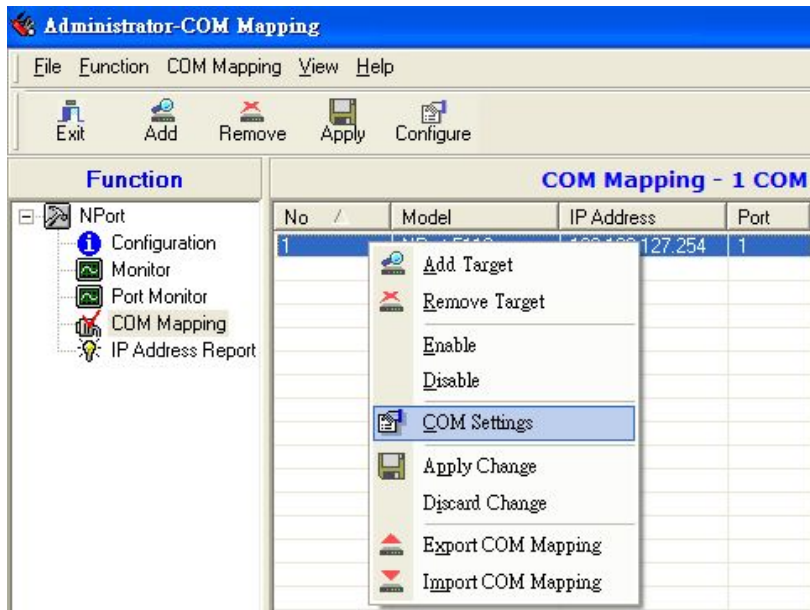 Administrator-COM Mapping
File Function COM Mapping View Help
Exit Add Remove Apply Configure
Function
COM Mapping - 1 COM
NPort
Configuration
Monitor
Port Monitor
COM Mapping
IP Address Report
No Model IP Address Port
1 127.254 1
Add Target
Remove Target
Enable
Disable
COM Settings
Apply Change
Discard Change
Export COM Mapping
Import COM Mapping